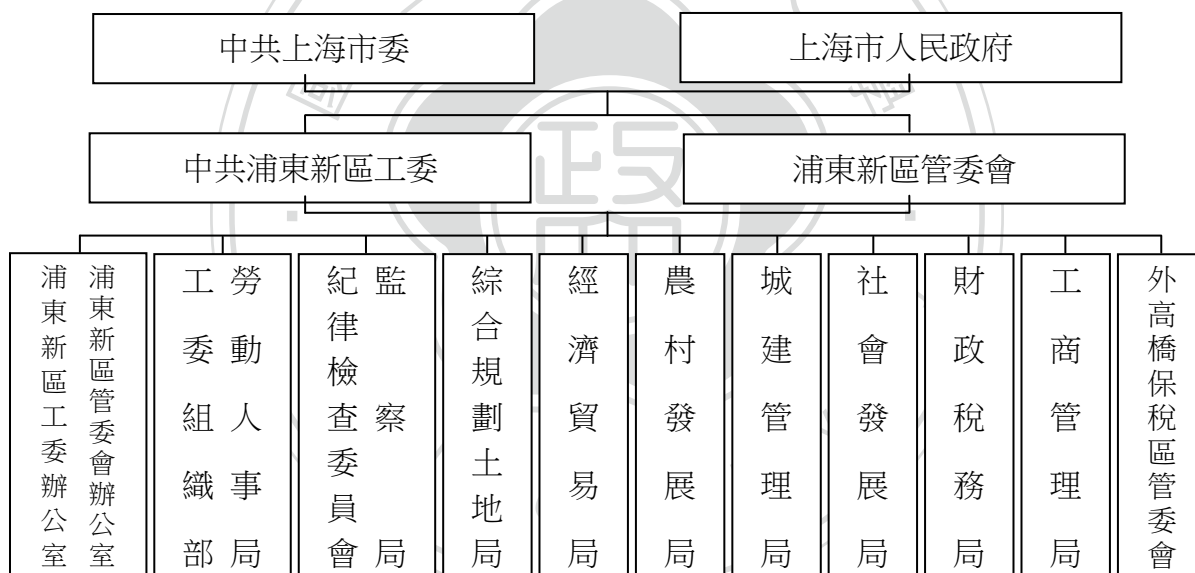 中共上海市委
上海市人民政府
中共浦東新區工委
浦東新區管委會
浦東新區工委辦公室
浦東新區管委會辦公室
工委組織部
勞動人事局
紀律檢查委員會
監察局
綜合規劃土地局
經濟貿易局
農村發展局
城建管理局
社會發展局
財政稅務局
工商管理局
外高橋保稅區管委會